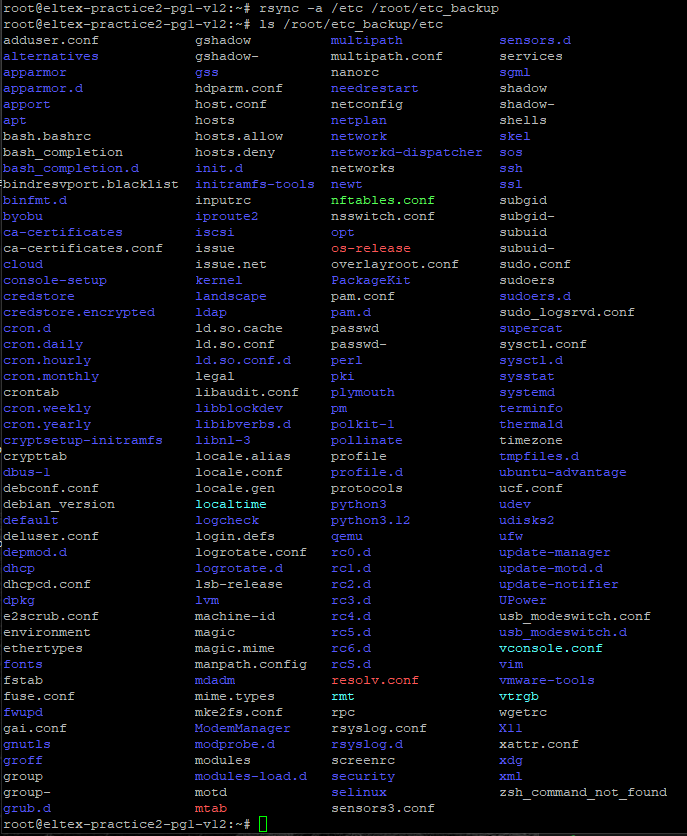 root@eltex-practice2-pg1-v12:~# rsync -a /etc /root/etc_backup
root@eltex-practice2-pg1-v12:~# ls /root/etc_backup/etc
adduser.conf gshadow multipath sensors.d
alternatives gshadow- multipath.conf services
apparmor gss nanorc sgml
apparmor.d hdparm.conf needrestart shadow
apport host.conf netconfig shadow-
apt hosts netplan shells
bash.bashrc hosts.allow network skel
bash_completion hosts.deny networkd-dispatcher sos
bash_completion.d init.d networks ssh
bindresvport.blacklist initramfs-tools newt ssl
binfmt.d inputrc nftables.conf subgid
byobu iproute2 nsswitch.conf subgid-
ca-certificates iscsi opt subuid
ca-certificates.conf issue os-release subuid-
cloud issue.net overlayroot.conf sudo.conf
console-setup kernel PackageKit sudoers
credstore landscape pam.conf sudoers.d
credstore.encrypted ldap pam.d sudo_logsrvd.conf
cron.d ld.so.cache passwd supercat
cron.daily ld.so.conf passwd- sysctl.conf
cron.hourly ld.so.conf.d perl sysctl.d
cron.monthly legal pki sysstat
crontab libaudit.conf plymouth systemd
cron.weekly libblockdev pm terminfo
cron.yearly libibverbs.d polkit-1 thermald
cryptsetup-initramfs libnl-3 pollinate timezone
crypttab locale.alias profile tmpfiles.d
dbus-1 locale.conf profile.d ubuntu-advantage
debconf.conf locale.gen protocols ucf.conf
debian_version localtime python3 udev
default logcheck python3.12 udisks2
deluser.conf login.defs qemu ufw
depmod.d logrotate.conf rc0.d update-manager
dhcp logrotate.d rc1.d update-motd.d
dhcpcd.conf lsb-release rc2.d update-notifier
dpkg lvm rc3.d UPower
e2scrub.conf machine-id rc4.d usb_modeswitch.conf
environment magic rc5.d usb_modeswitch.d
ethertypes magic.mime rc6.d vconsole.conf
fonts manpath.config rcS.d vim
fstab mdadm resolv.conf vmware-tools
fuse.conf mime.types rmt vtrgb
fwupd mke2fs.conf rpc wgetrc
gai.conf ModemManager rsyslog.conf X11
gnutls modprobe.d rsyslog.d xattr.conf
groff modules screenrc xdg
group modules-load.d security xml
group- motd selinux zsh_command_not_found
grub.d mtab sensors3.conf
root@eltex-practice2-pg1-v12:~#